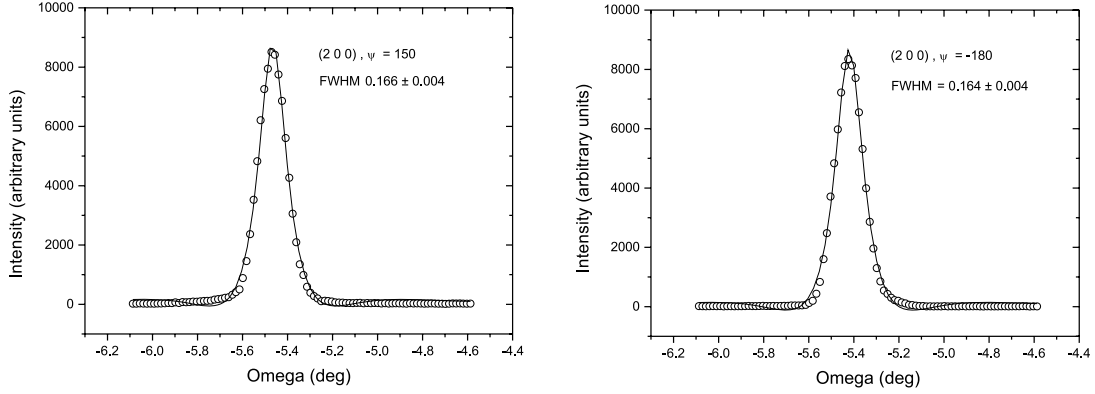 10000
8000
6000
4000
2000
0
Intensity (arbitrary units)
(2 0 0) , ψ = 150
FWHM 0.166 ± 0.004
-6.2 -6.0 -5.8 -5.6 -5.4 -5.2 -5.0 -4.8 -4.6 -4.4
Omega (deg)
10000
8000
6000
4000
2000
0
Intensity (arbitrary units)
(2 0 0) , ψ = -180
FWHM = 0.164 ± 0.004
-6.2 -6.0 -5.8 -5.6 -5.4 -5.2 -5.0 -4.8 -4.6 -4.4
Omega (deg)